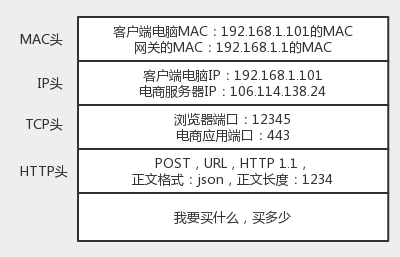 MAC头
客户端电脑MAC：192.168.1.101的MAC
网关的MAC：192.168.1.1的MAC
IP头
客户端电脑IP：192.168.1.101
电商服务器IP：106.114.138.24
TCP头
浏览器端口：12345
电商应用端口：443
HTTP头
POST，URL，HTTP 1.1，
正文格式：json，正文长度：1234
我要买什么，买多少